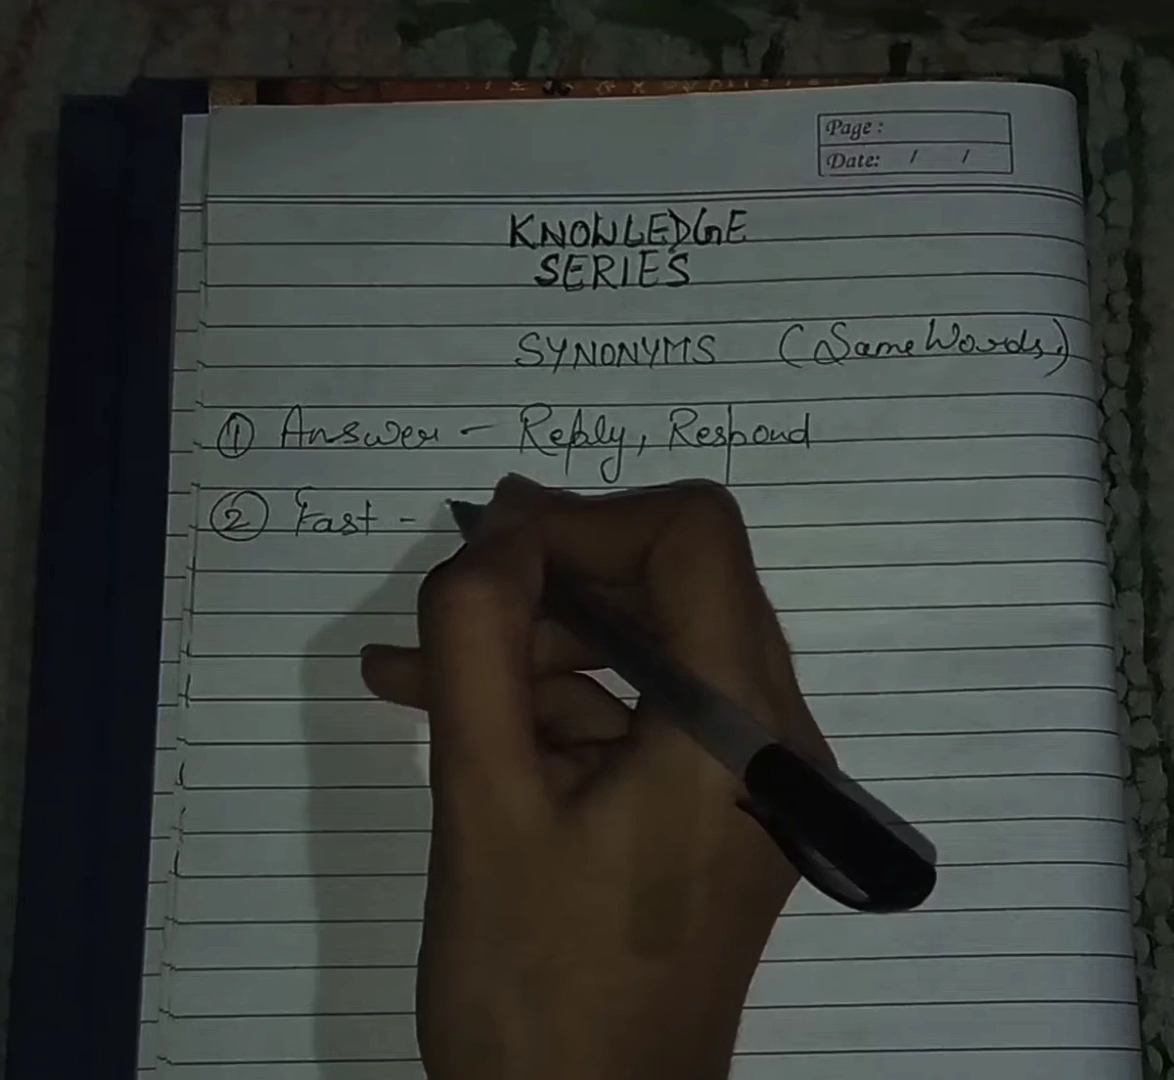 Page :
Date: / /
KNOWLEDGE
SERIES
SYNONYMS (Same Words)
① Answer - Reply, Respond
② Fast -